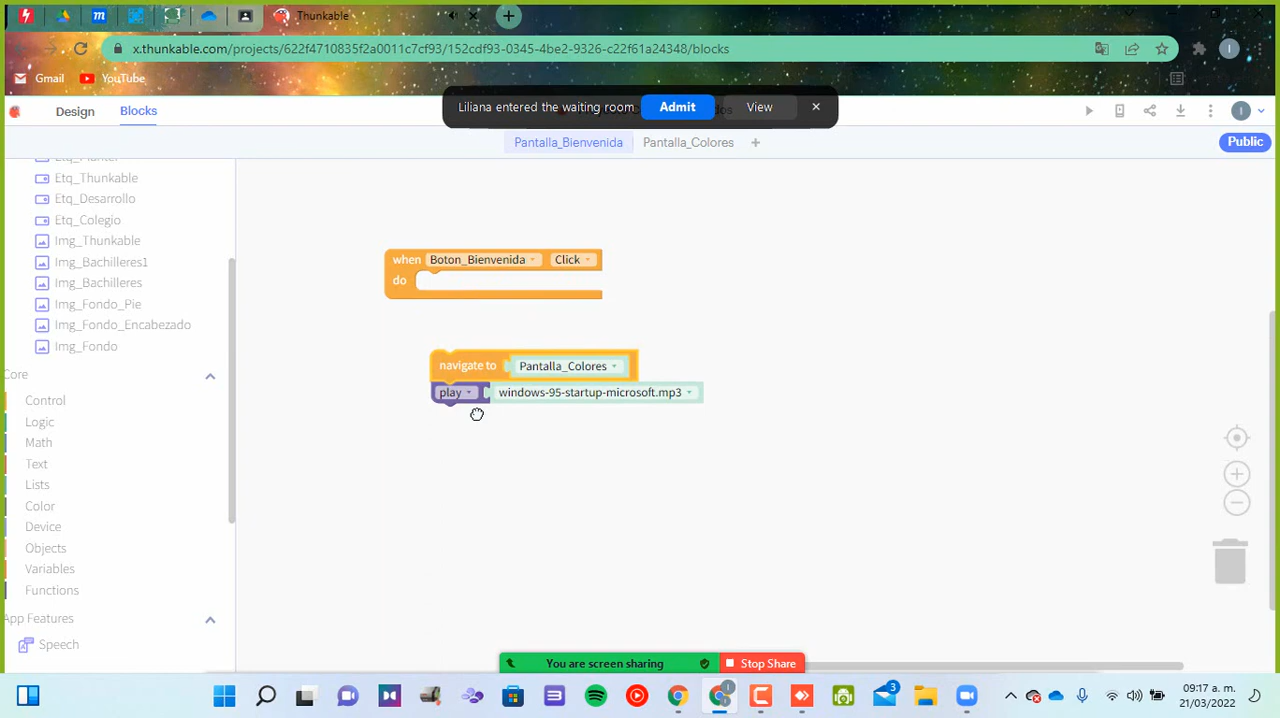 Thunkable
x.thunkable.com/projects/622f4710835f2a0011c7cf93/152cdf93-0345-4be2-9326-c22f61a24348/blocks
I
Gmail
YouTube
Design
Blocks
Liliana entered the waiting room
Admit
View
I
Pantalla_Bienvenida
Pantalla_Colores
Public
Etq_Thunkable
Etq_Desarrollo
Etq_Colegio
Img_Thunkable
Img_Bachilleres1
Img_Bachilleres
Img_Fondo_Pie
Img_Fondo_Encabezado
Img_Fondo
Core
Control
Logic
Math
Text
Lists
Color
Device
Objects
Variables
Functions
App Features
Speech
when Boton_Bienvenida Click
do
navigate to Pantalla_Colores
play windows-95-startup-microsoft.mp3
You are screen sharing
Stop Share
3
09:17 a. m.
21/03/2022